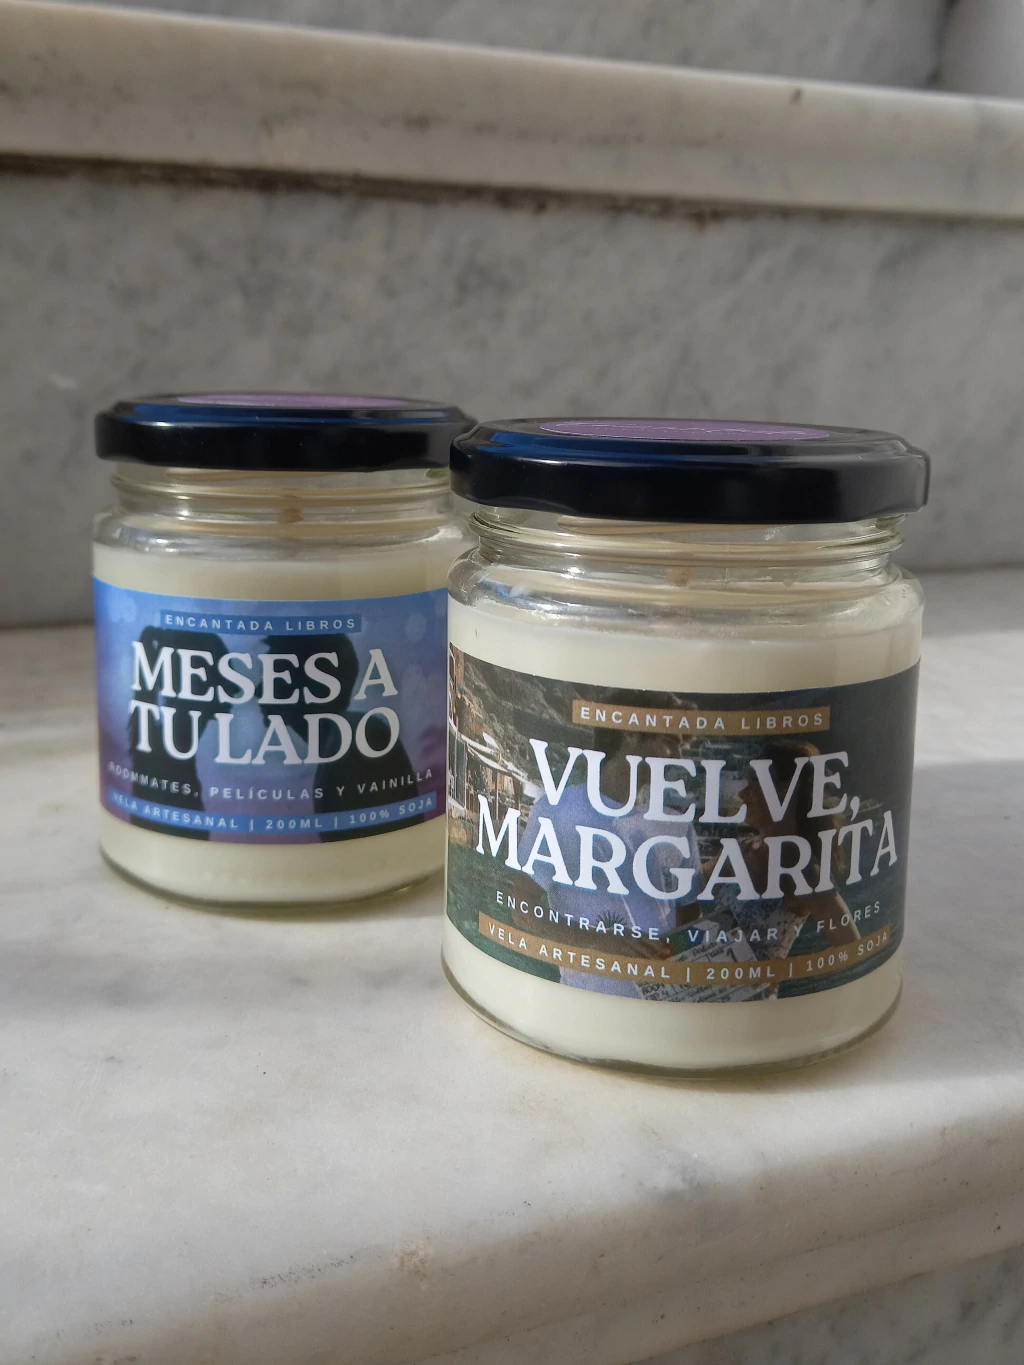 ENCANTADA LIBROS
MESES A
TU LADO
ROOMMATES, PELÍCULAS Y VAINILLA
VELA ARTESANAL | 200ML | 100% SOJA
ENCANTADA LIBROS
VUELVE,
MARGARITA
ENCONTRARSE, VIAJAR Y FLORES
VELA ARTESANAL | 200ML | 100% SOJA